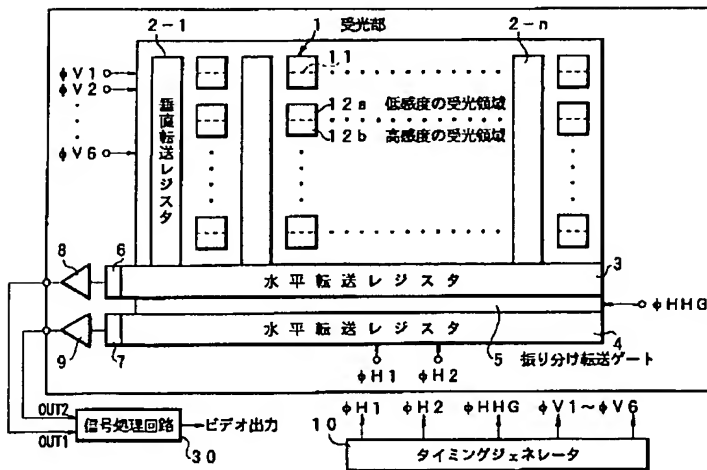 2-1
1 受光部
2-n
11
φV1
φV2
φV6
12a 低感度の受光領域
12b 高感度の受光領域
垂直転送レジスタ
8
6
水平転送レジスタ
3
φHHG
9
7
水平転送レジスタ
5
4
振り分け転送ゲート
φH1
φH2
OUT2
OUT1
信号処理回路
ビデオ出力
30
10
φH1 φH2 φHHG φV1～φV6
タイミングジェネレータ